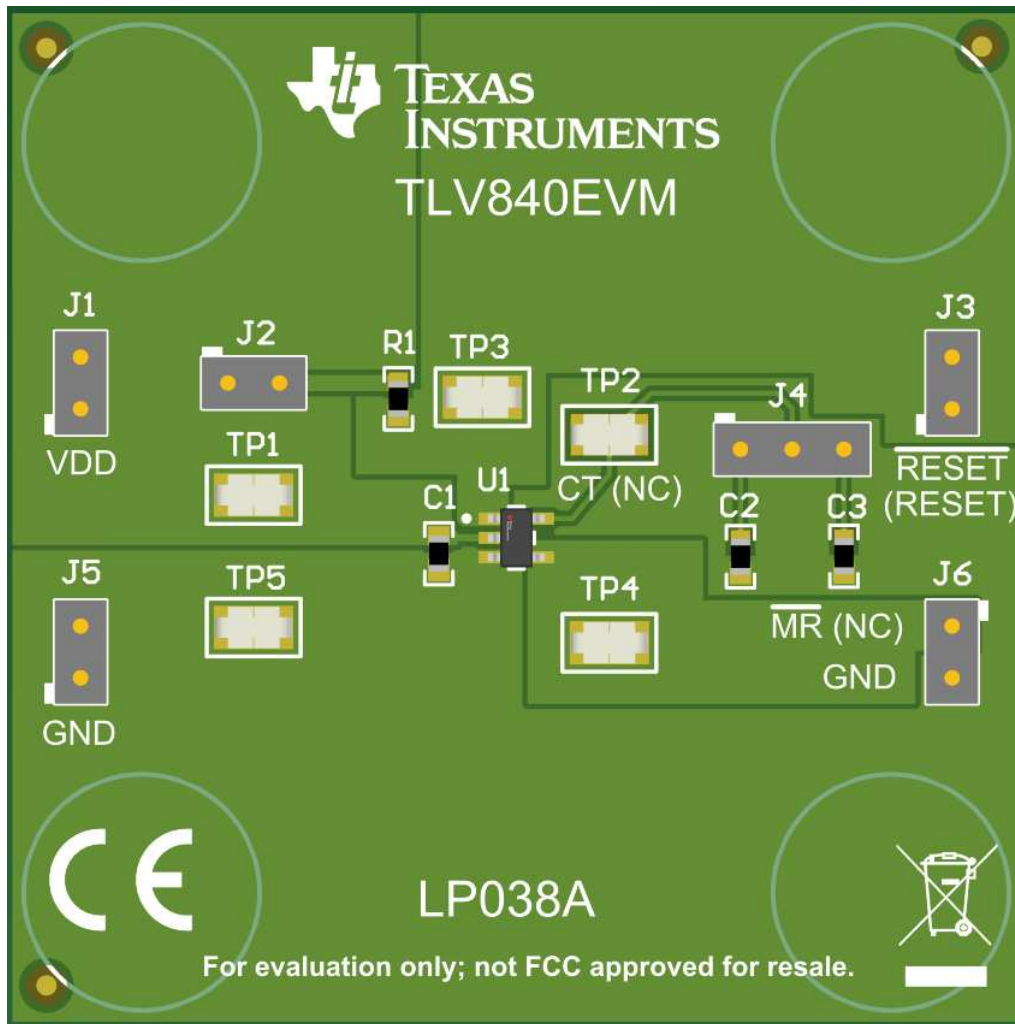 TEXAS
INSTRUMENTS
TLV840EVM
J1
J2
R1
TP3
TP2
J4
J3
VDD
TP1
C1
U1
CT (NC)
C2
C3
RESET
(RESET)
J5
TP5
TP4
J6
MR (NC)
GND
GND
CE
LP038A
For evaluation only; not FCC approved for resale.